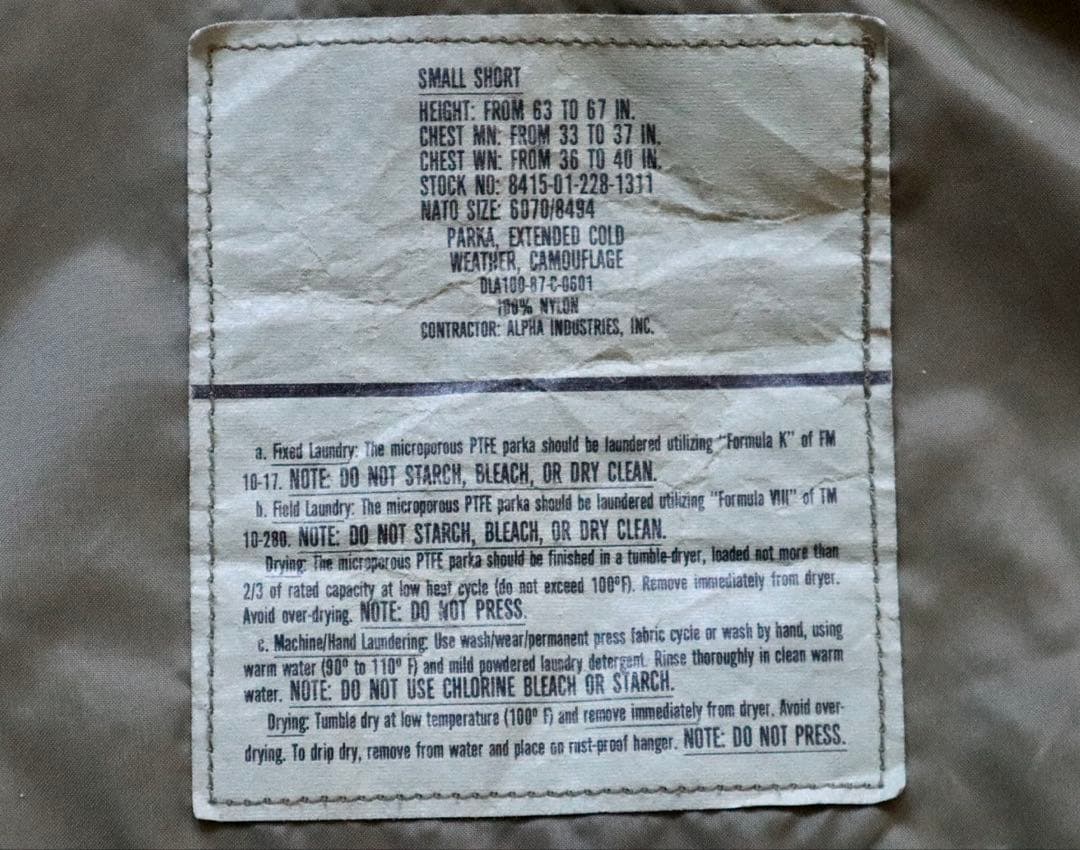 SMALL SHORT
HEIGHT: FROM 63 TO 67 IN.
CHEST MN: FROM 33 TO 37 IN.
CHEST WN: FROM 36 TO 40 IN.
STOCK NO: 8415-01-228-1311
NATO SIZE: 6070/8494
PARKA, EXTENDED COLD
WEATHER, CAMOUFLAGE
DLA100-87-C-0601
100% NYLON
CONTRACTOR: ALPHA INDUSTRIES, INC.
a. Fixed Laundry: The microporous PTFE parka should be laundered utilizing "Formula K" of FM
10-17. NOTE: DO NOT STARCH, BLEACH, OR DRY CLEAN.
b. Field Laundry: The microporous PTFE parka should be laundered utilizing "Formula VIII" of TM
10-280. NOTE: DO NOT STARCH, BLEACH, OR DRY CLEAN.
Drying: The microporous PTFE parka should be finished in a tumble-dryer, loaded not more than
2/3 of rated capacity at low heat cycle (do not exceed 100°F). Remove immediately from dryer.
Avoid over-drying. NOTE: DO NOT PRESS.
c. Machine/Hand Laundering: Use wash/wear/permanent press fabric cycle or wash by hand, using
warm water (90° to 110° F) and mild powdered laundry detergent. Rinse thoroughly in clean warm
water. NOTE: DO NOT USE CHLORINE BLEACH OR STARCH.
Drying: Tumble dry at low temperature (100° F) and remove immediately from dryer. Avoid over-
drying. To drip dry, remove from water and place on rust-proof hanger. NOTE: DO NOT PRESS.